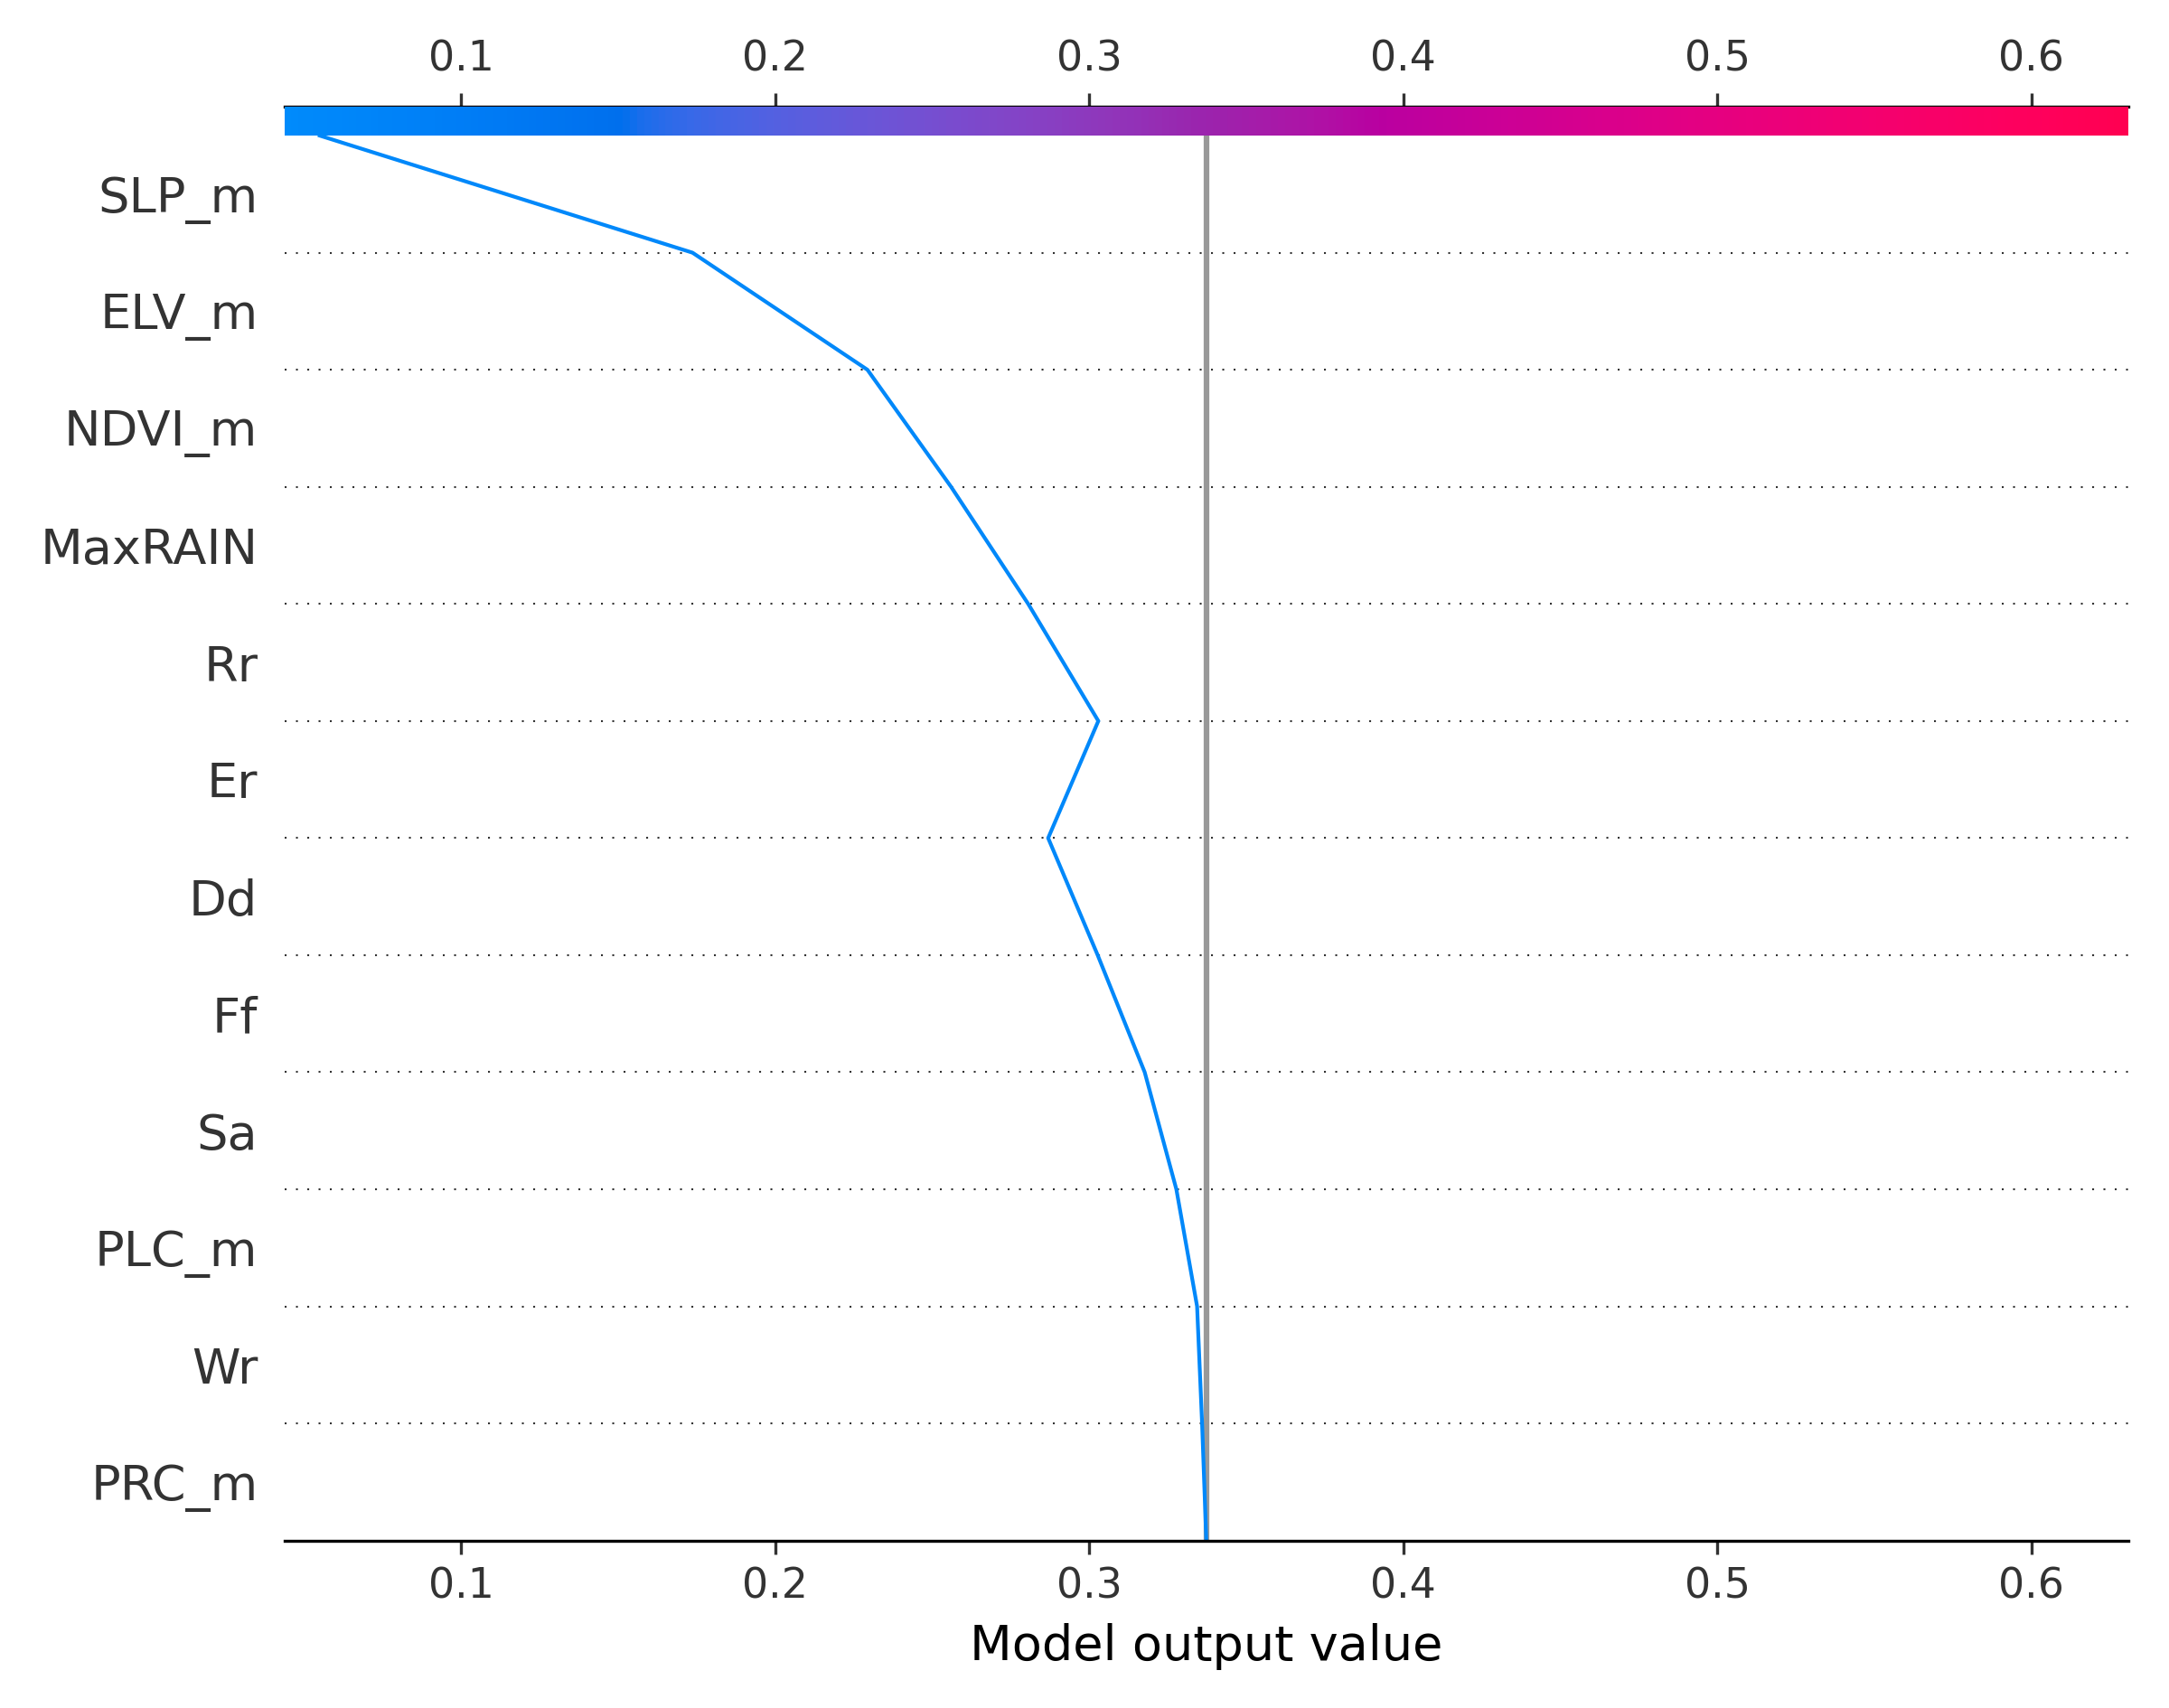 0.1 0.2 0.3 0.4 0.5 0.6
SLP_m
ELV_m
NDVI_m
MaxRAIN
Rr
Er
Dd
Ff
Sa
PLC_m
Wr
PRC_m
0.1 0.2 0.3 0.4 0.5 0.6
Model output value